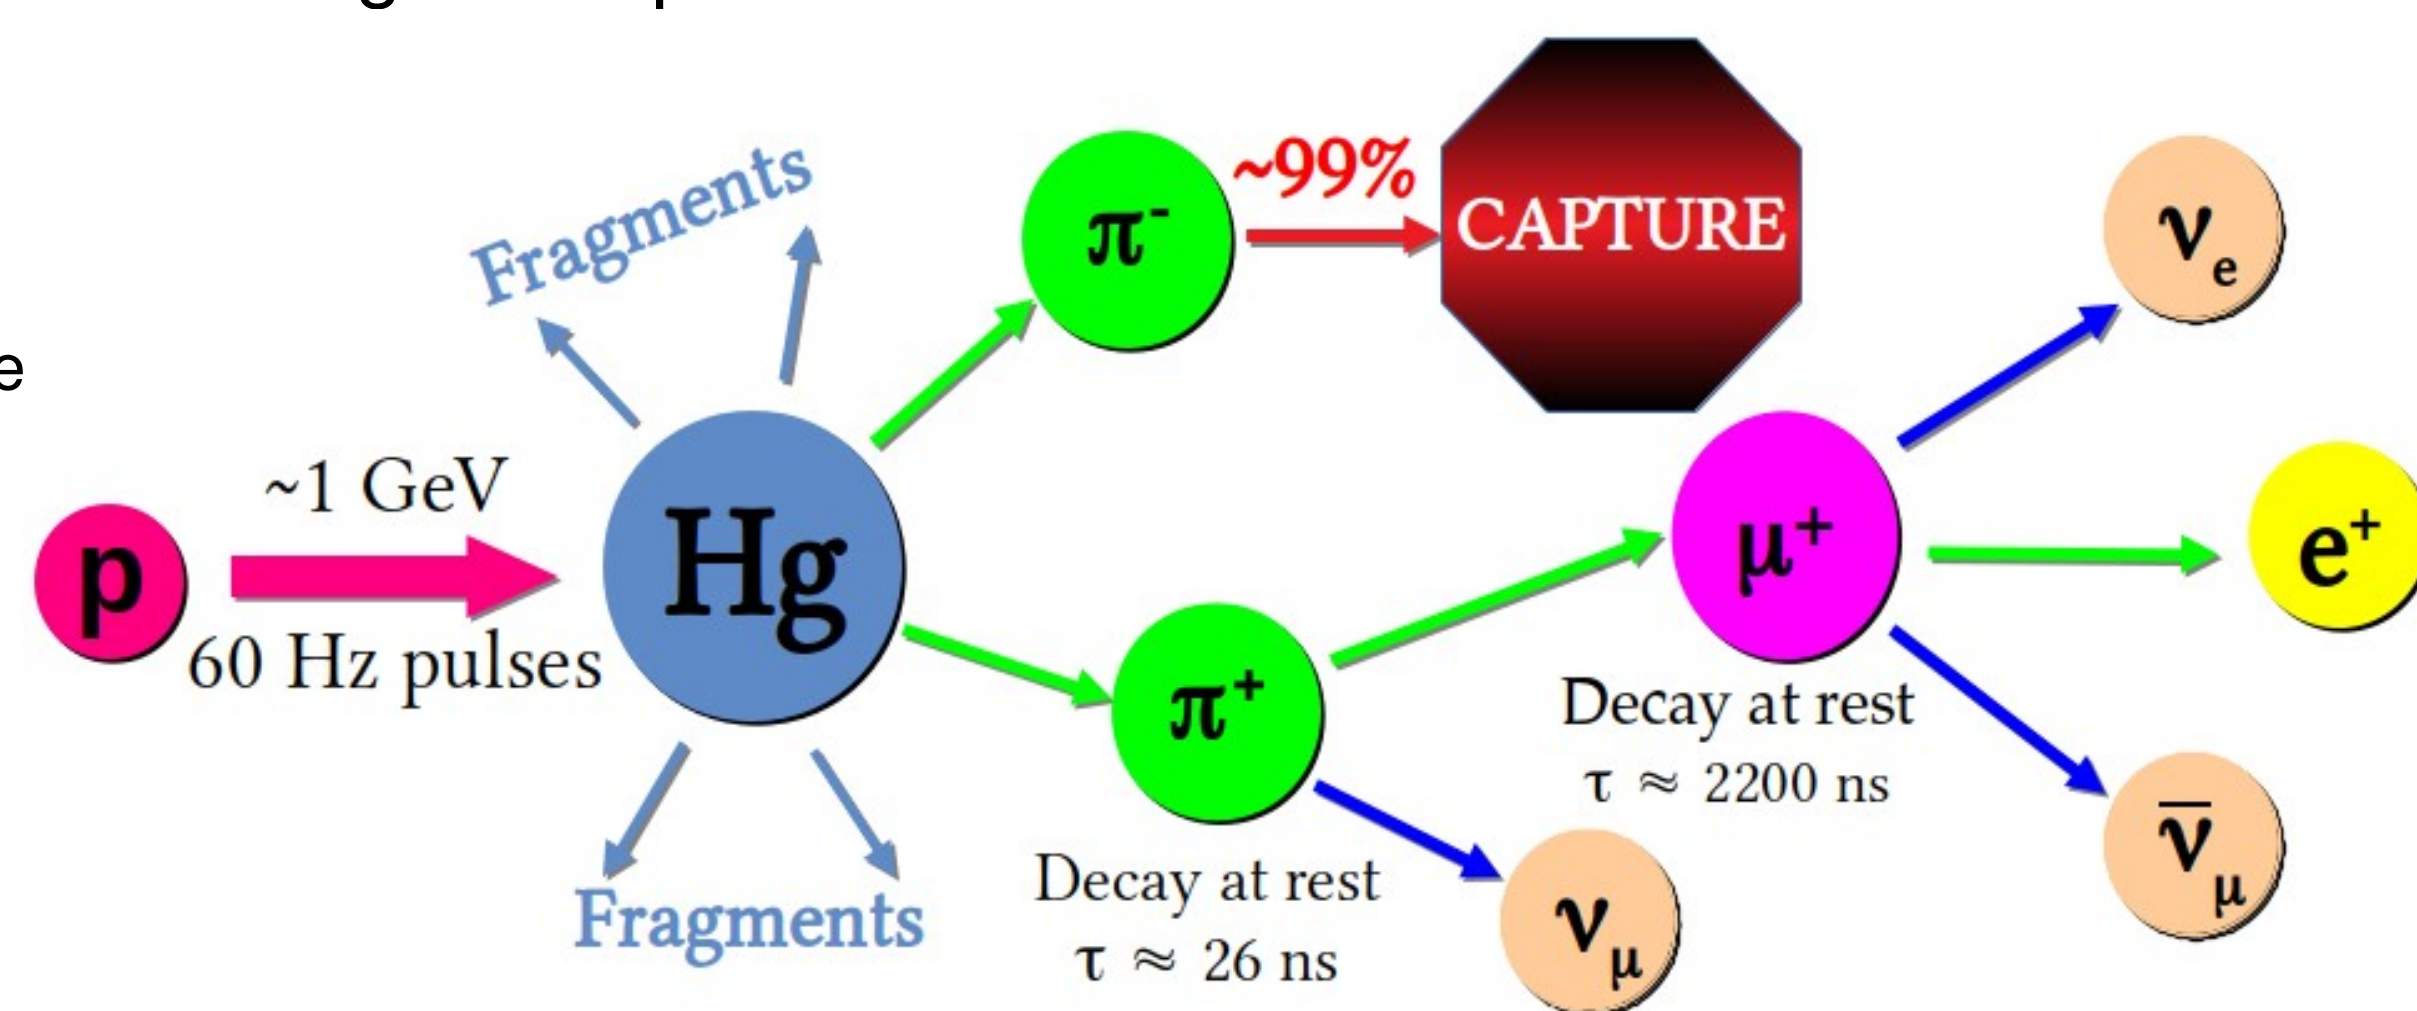 Fragments
π-
~99%
CAPTURE
νe
e
p
~1 GeV
60 Hz pulses
Hg
μ+
e+
π+
Decay at rest
τ ≈ 2200 ns
Decay at rest
τ ≈ 26 ns
Fragments
νμ
ν̅μ